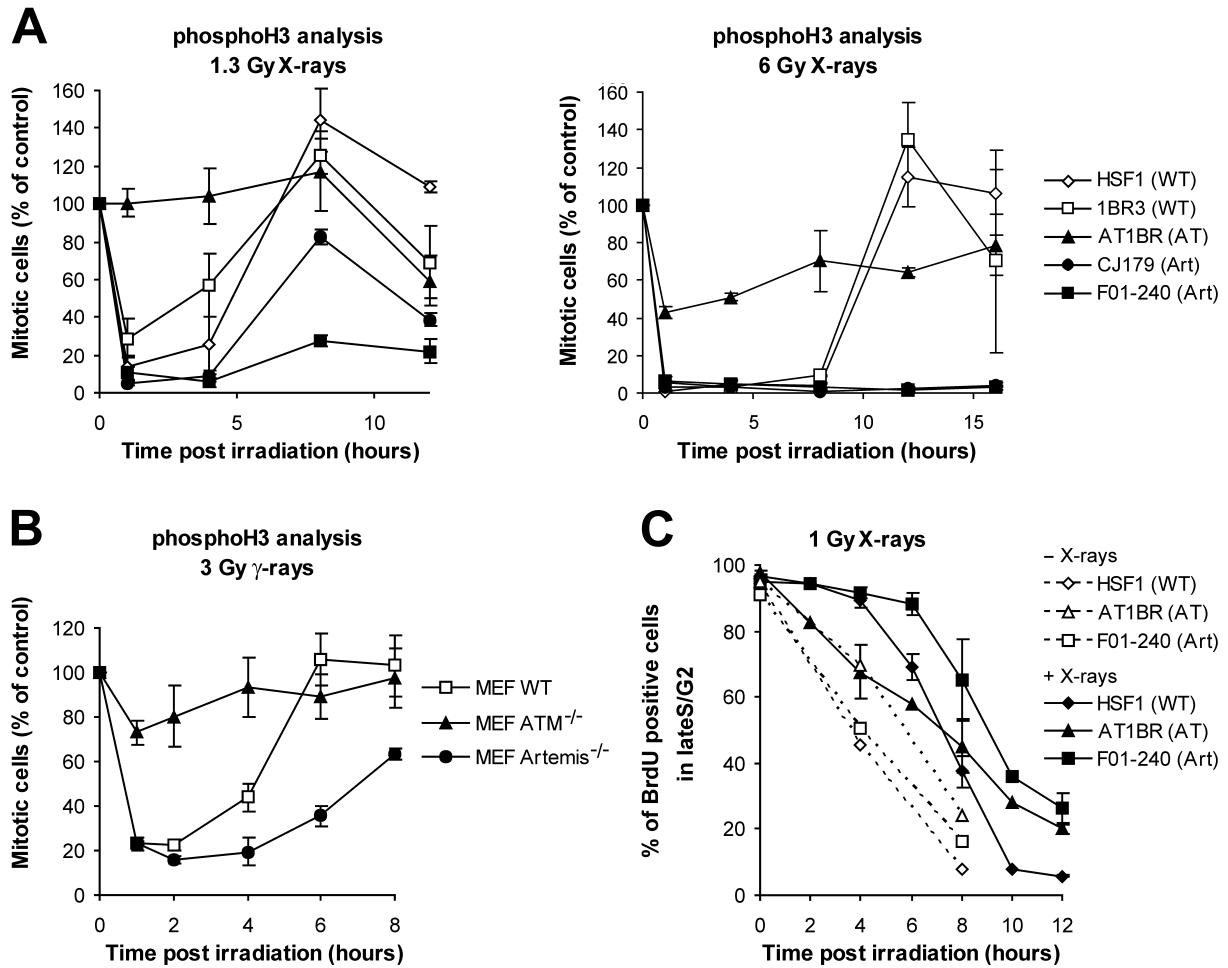 A
phosphoH3 analysis
1.3 Gy X-rays
Mitotic cells (% of control)
160
140
120
100
80
60
40
20
0
0
5
10
Time post irradiation (hours)
phosphoH3 analysis
6 Gy X-rays
Mitotic cells (% of control)
160
140
120
100
80
60
40
20
0
0
5
10
15
Time post irradiation (hours)
HSF1 (WT)
1BR3 (WT)
AT1BR (AT)
CJ179 (Art)
F01-240 (Art)
B
phosphoH3 analysis
3 Gy γ-rays
Mitotic cells (% of control)
120
100
80
60
40
20
0
0
2
4
6
8
Time post irradiation (hours)
MEF WT
MEF ATM-/-
MEF Artemis-/-
C
1 Gy X-rays
% of BrdU positive cells
in lateS/G2
100
80
60
40
20
0
0
2
4
6
8
10
12
Time post irradiation (hours)
– X-rays
HSF1 (WT)
AT1BR (AT)
F01-240 (Art)
+ X-rays
HSF1 (WT)
AT1BR (AT)
F01-240 (Art)